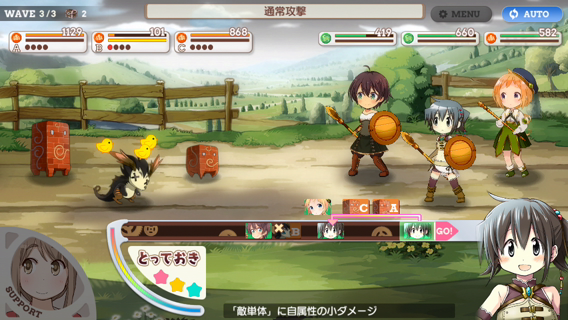 WAVE 3/3 2
通常攻撃
MENU
AUTO
1129
101
868
419
660
582
A
B
C
C
A
B
GO!
とっておき
SUPPORT
「敵単体」に自属性の小ダメージ